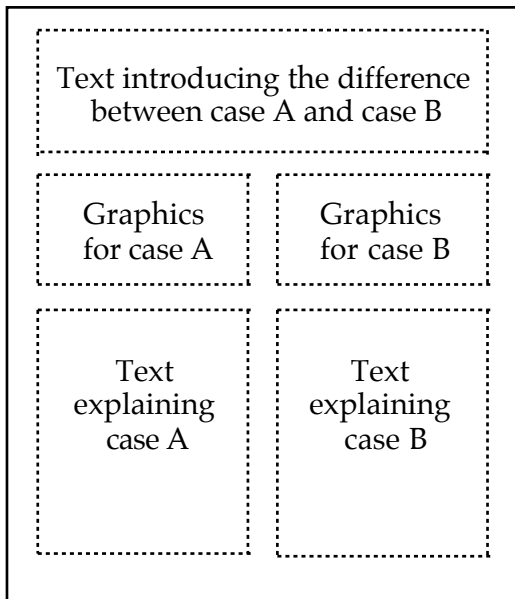 Text introducing the difference
between case A and case B
Graphics
for case A
Graphics
for case B
Text
explaining
case A
Text
explaining
case B